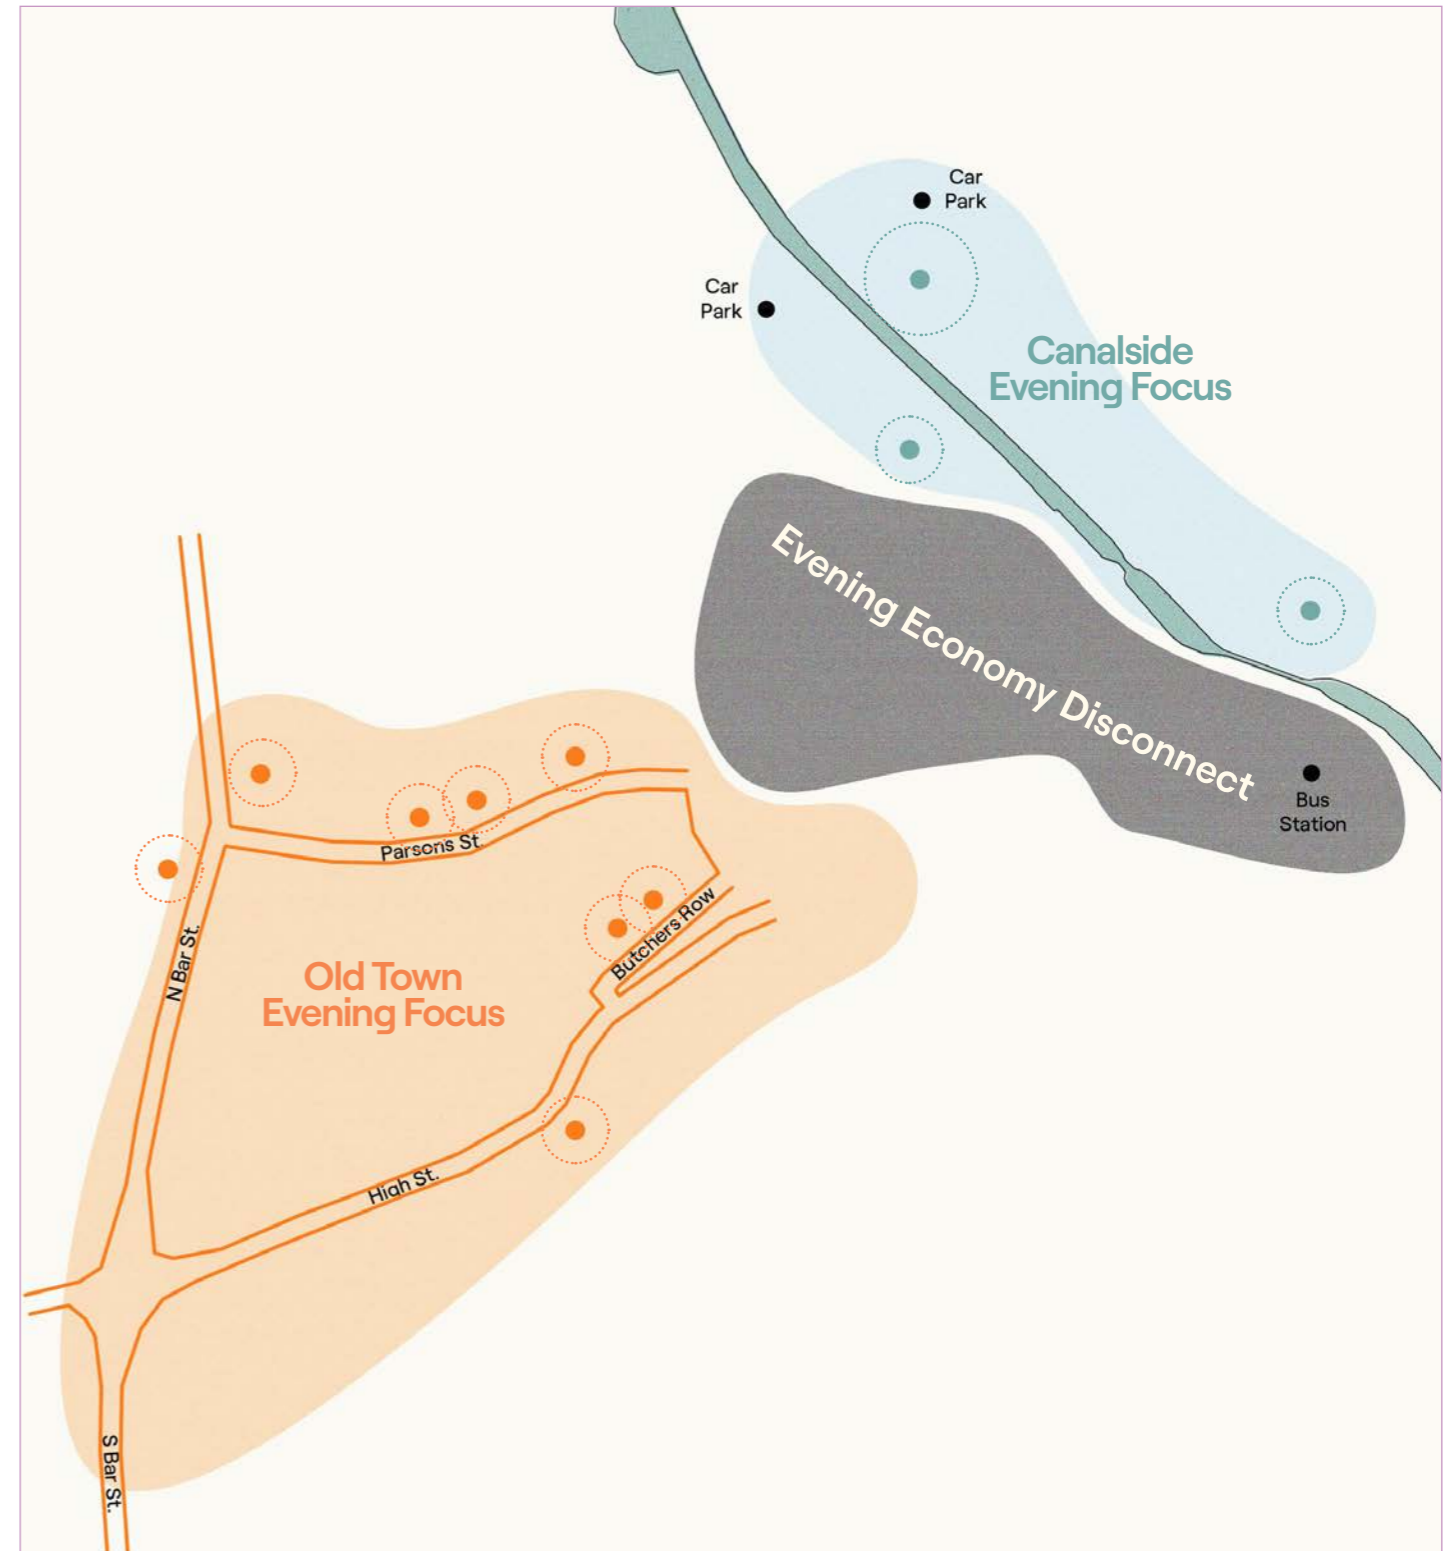 Car
Park
Car
Park
Canalside
Evening Focus
Evening Economy Disconnect
Bus
Station
Parsons St.
Butchers Row
N Bar St.
Old Town
Evening Focus
High St.
S Bar St.